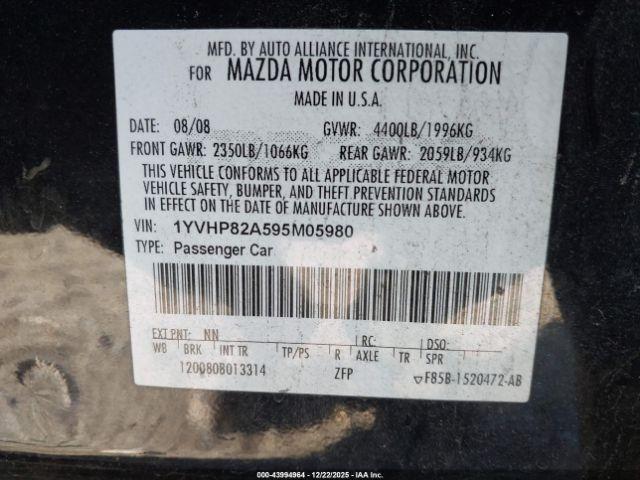 MFD. BY AUTO ALLIANCE INTERNATIONAL, INC.
FOR MAZDA MOTOR CORPORATION
MADE IN U.S.A.
DATE: 08/08 GVWR: 4400LB/1996KG
FRONT GAWR: 2350LB/1066KG REAR GAWR: 2059LB/934KG
THIS VEHICLE CONFORMS TO ALL APPLICABLE FEDERAL MOTOR
VEHICLE SAFETY, BUMPER, AND THEFT PREVENTION STANDARDS
IN EFFECT ON THE DATE OF MANUFACTURE SHOWN ABOVE.
VIN: 1YVHP82A595M05980
TYPE: Passenger Car
EXT PNT: NN RC: DSO:
WB BRK INT TR TP/PS R AXLE TR SPR
120080B013314 ZFP ▽F85B-1520472-AB
© 2025 - 43994964 - 12/22/2025 - IAA Inc.